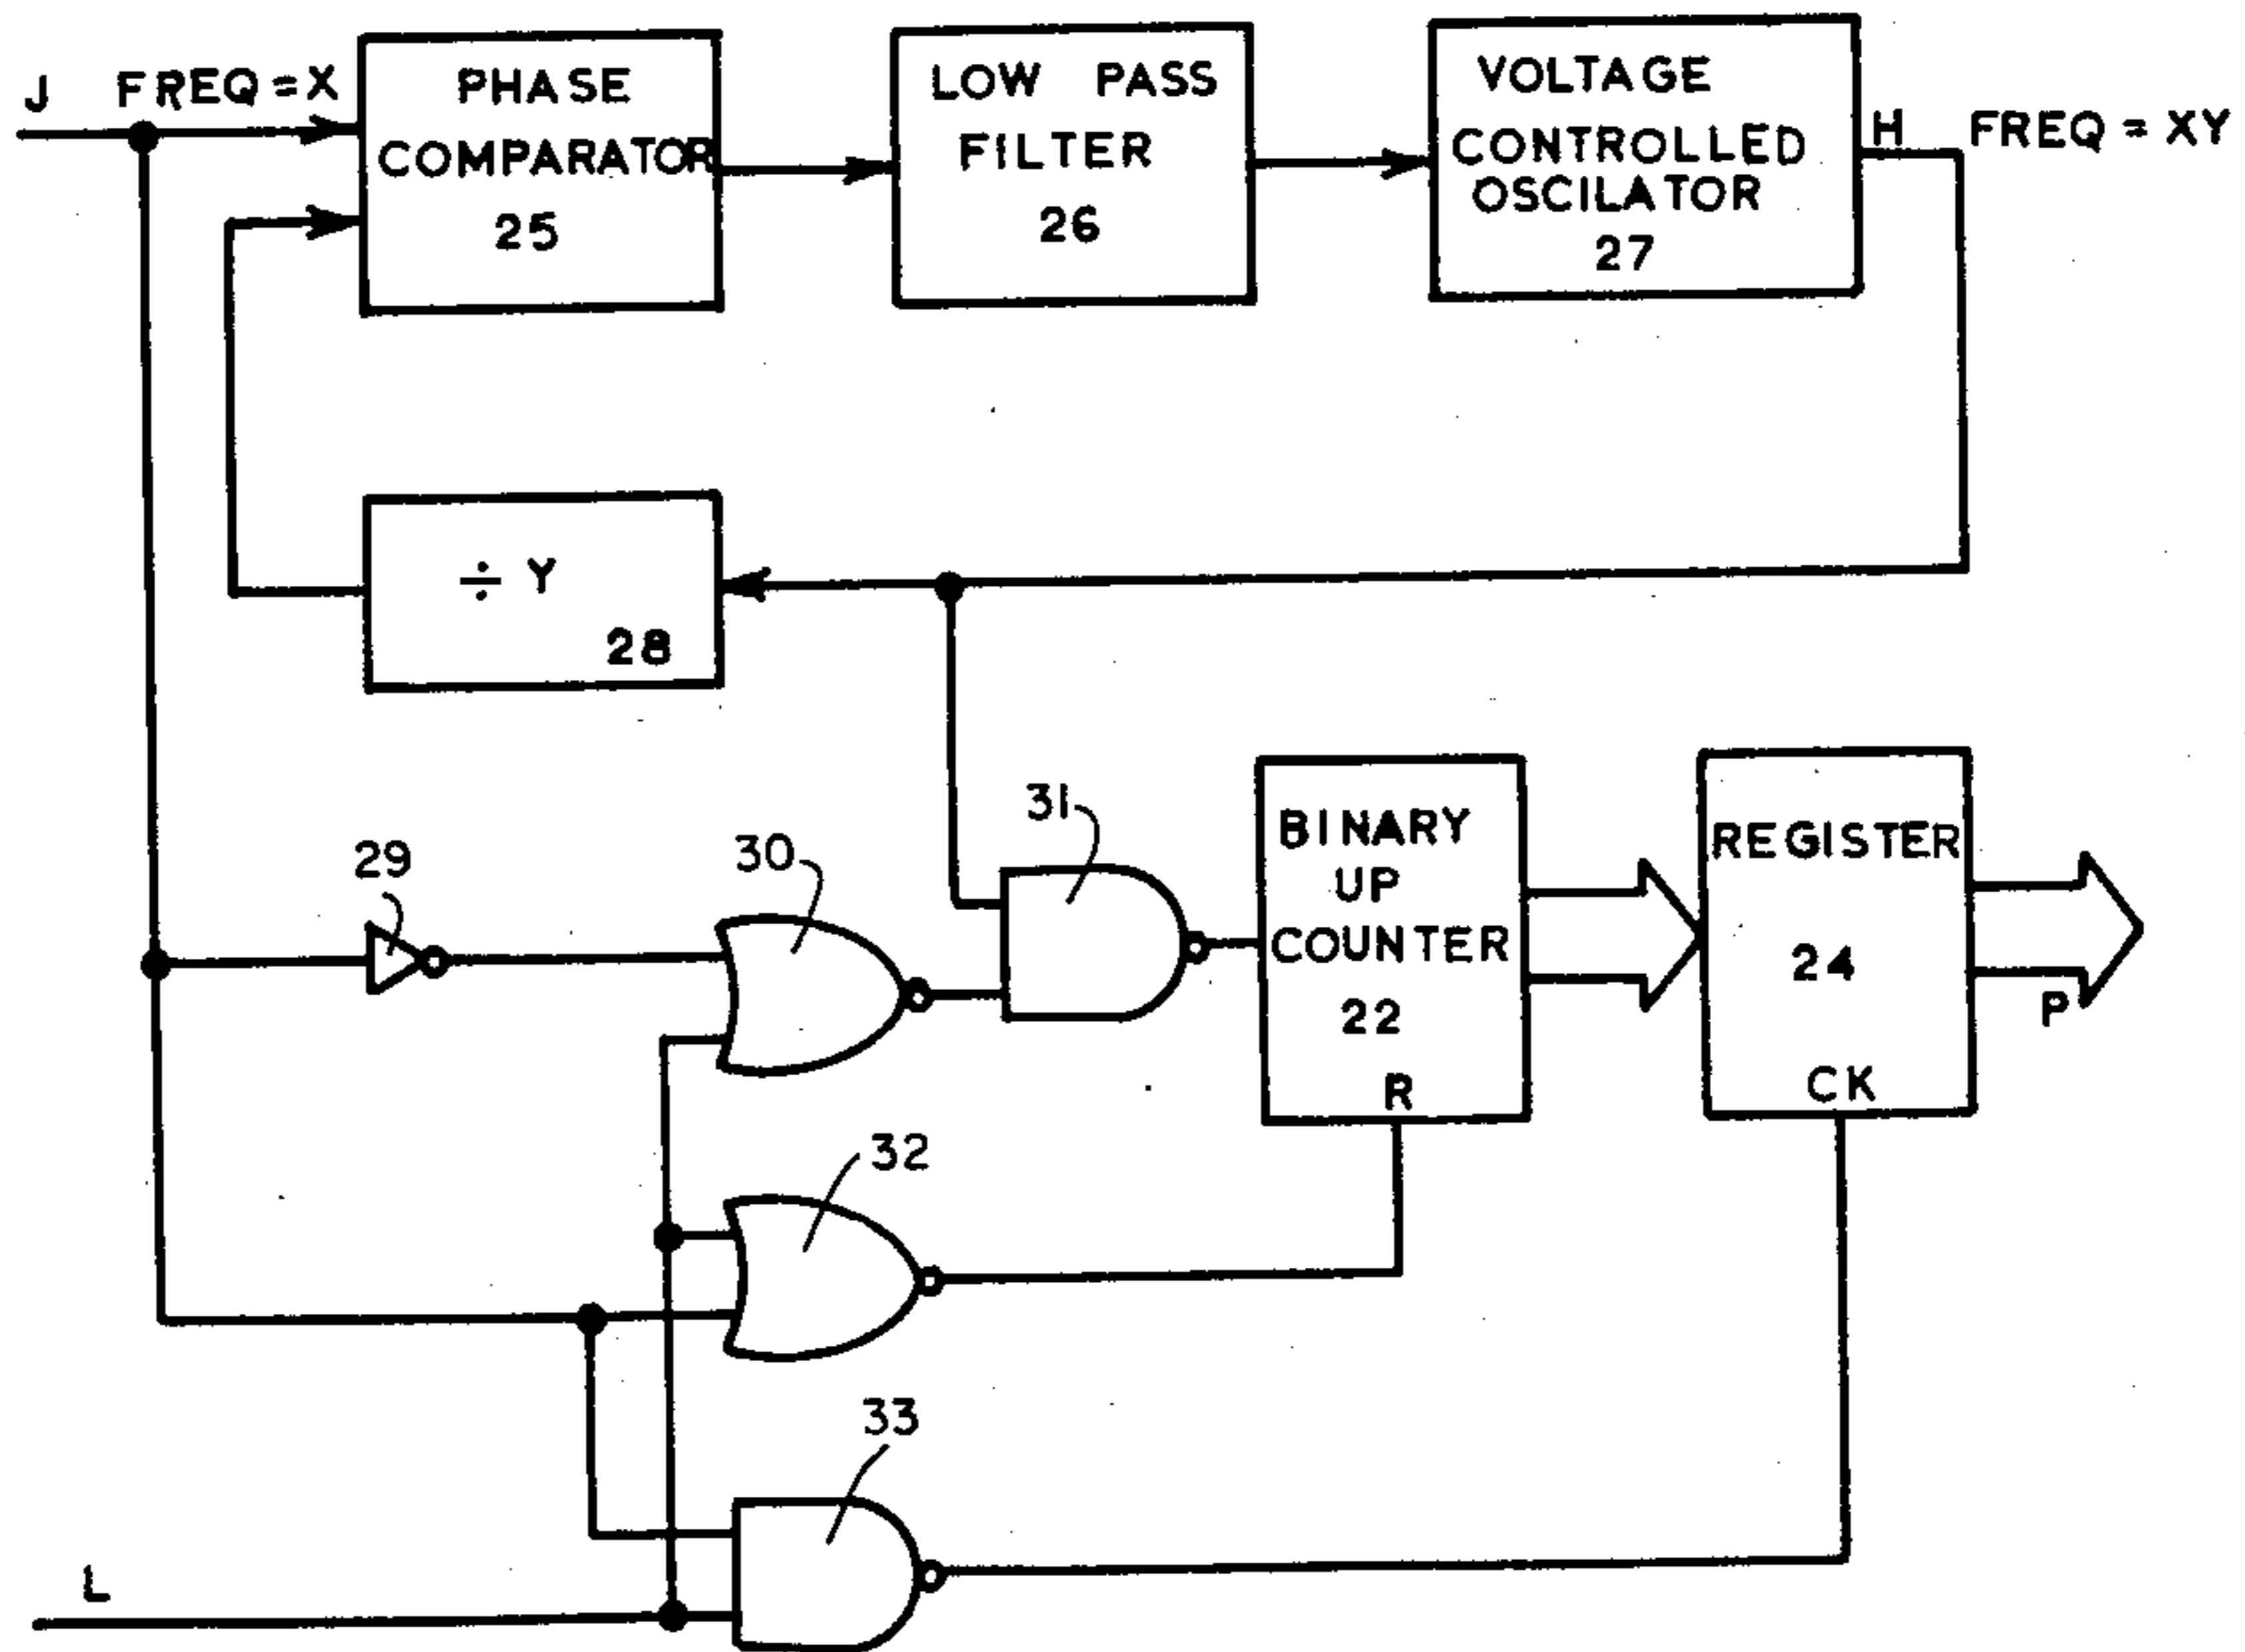 J FREQ=X
PHASE
COMPARATOR
25
LOW PASS
FILTER
26
VOLTAGE
CONTROLLED
OSCILATOR
27
H FREQ = XY
÷ Y
28
29
30
31
BINARY
UP
COUNTER
22
R
REGISTER
24
CK
P
32
33
L